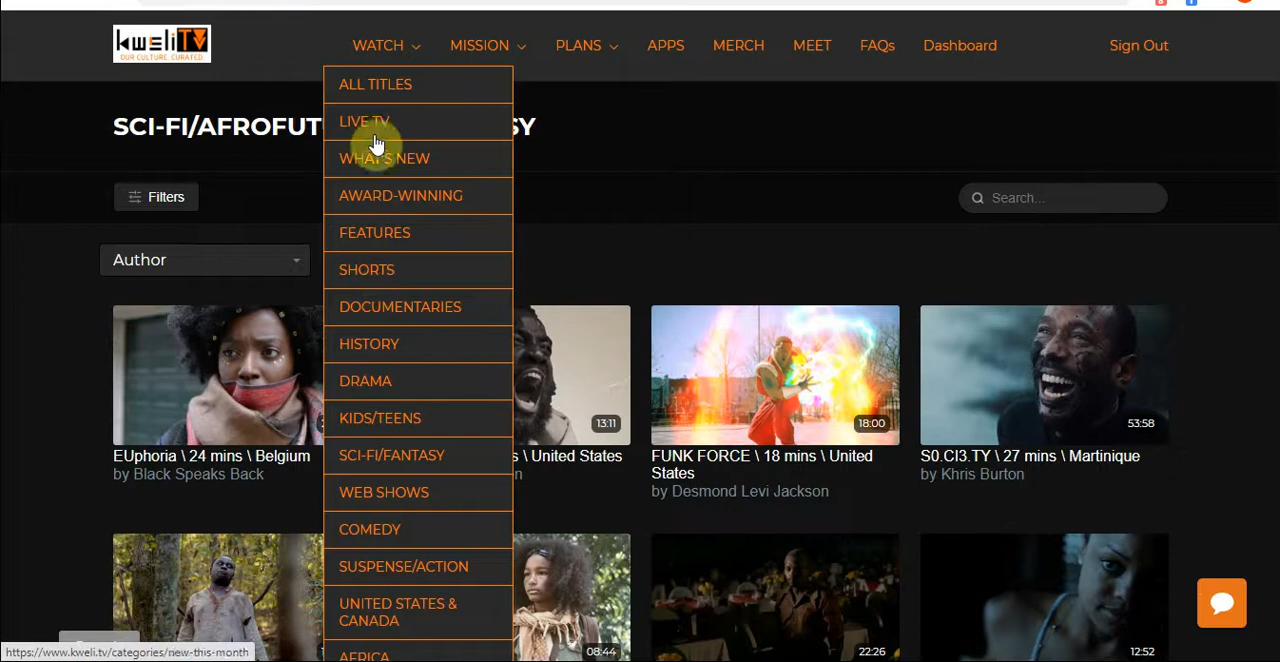 kweliTV
OUR CULTURE, CURATED
WATCH
MISSION
PLANS
APPS
MERCH
MEET
FAQs
Dashboard
Sign Out
ALL TITLES
LIVE TV
WHAT'S NEW
AWARD-WINNING
FEATURES
SHORTS
DOCUMENTARIES
HISTORY
DRAMA
KIDS/TEENS
SCI-FI/FANTASY
WEB SHOWS
COMEDY
SUSPENSE/ACTION
UNITED STATES &
CANADA
AFRICA
SCI-FI/AFROFUT SY
Filters
Search...
Author
13:11
18:00
53:58
EUphoria \ 24 mins \ Belgium
by Black Speaks Back
\ United States
FUNK FORCE \ 18 mins \ United
States
by Desmond Levi Jackson
S0.CI3.TY \ 27 mins \ Martinique
by Khris Burton
08:44
22:26
12:52
https://www.kweli.tv/categories/new-this-month